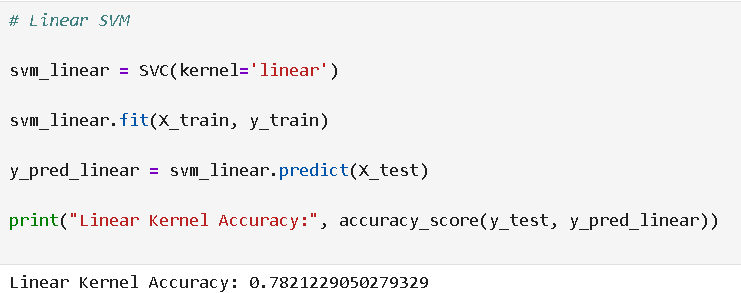 # Linear SVM
svm_linear = SVC(kernel='linear')
svm_linear.fit(X_train, y_train)
y_pred_linear = svm_linear.predict(X_test)
print("Linear Kernel Accuracy:", accuracy_score(y_test, y_pred_linear))
Linear Kernel Accuracy: 0.7821229050279329